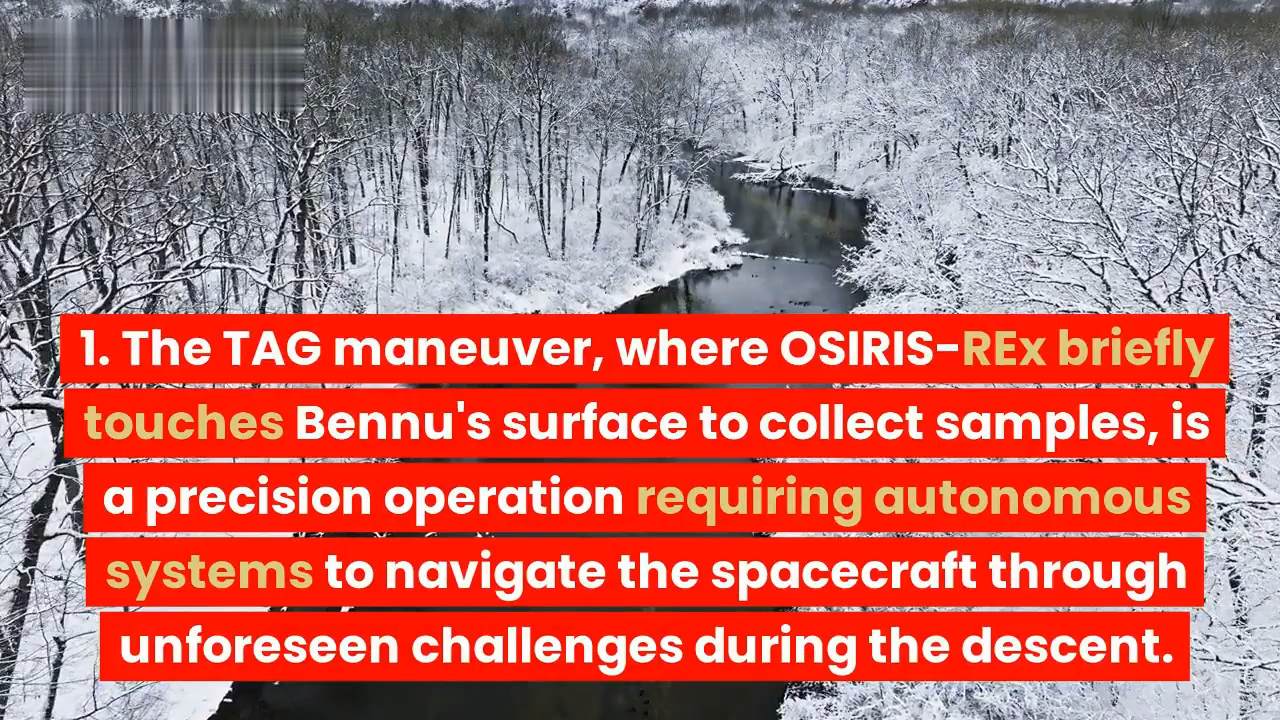 1. The TAG maneuver, where OSIRIS-REx briefly
touches Bennu's surface to collect samples, is
a precision operation requiring autonomous
systems to navigate the spacecraft through
unforeseen challenges during the descent.